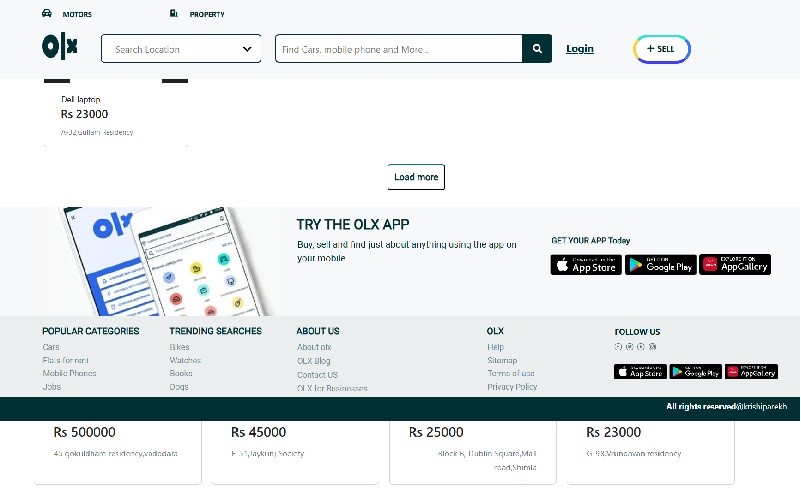 MOTORS
PROPERTY
olx
Search Location
Find Cars, mobile phone and More...
Login
+ SELL
Dell laptop
Rs 23000
A-32,Gullam Residency
Load more
olx
TRY THE OLX APP
Buy, sell and find just about anything using the app on
your mobile
GET YOUR APP Today
Download on the
App Store
GET IT ON
Google Play
EXPLORE IT ON
AppGallery
POPULAR CATEGORIES
Cars
Flats for rent
Mobile Phones
Jobs
TRENDING SEARCHES
Bikes
Watches
Books
Dogs
ABOUT US
About olx
OLX Blog
Contact US
OLX for Businesses
OLX
Help
Sitemap
Terms of use
Privacy Policy
FOLLOW US
App Store
Google Play
AppGallery
All rights reserved@krishiparekh
Rs 500000
45 gokuldham residency,vadodara
Rs 45000
E-51,Jaykunj Society
Rs 25000
Block B, Dublin Square,Mall
road,Shimla
Rs 23000
G-98,Vrundavan residency